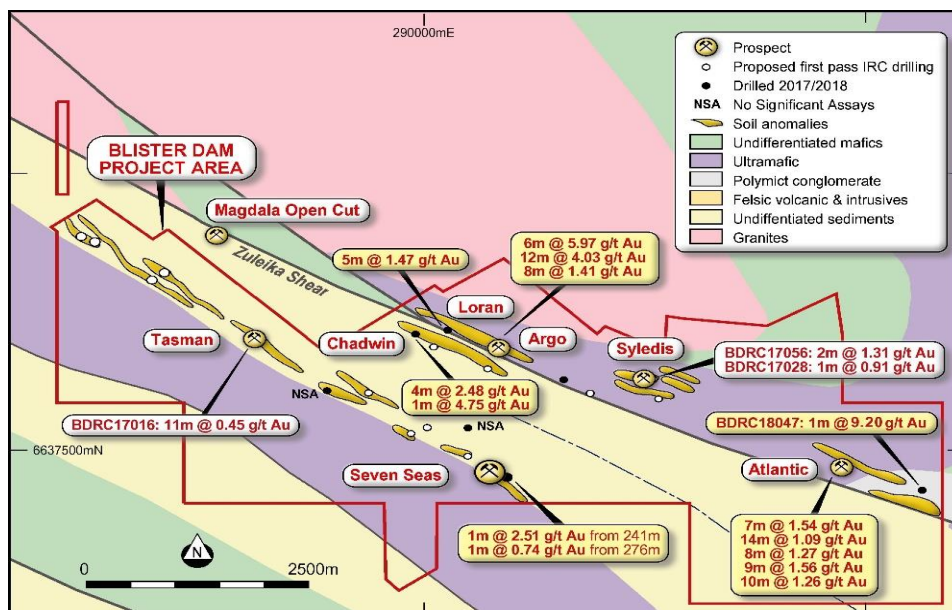 290000mE
Prospect
Proposed first pass IRC drilling
Drilled 2017/2018
NSA No Significant Assays
Soil anomalies
Undifferentiated mafics
Ultramafic
Polymict conglomerate
Felsic volcanic & intrusives
Undiffentiated sediments
Granites
BLISTER DAM
PROJECT AREA
Magdala Open Cut
Zuleika Shear
5m @ 1.47 g/t Au
6m @ 5.97 g/t Au
12m @ 4.03 g/t Au
8m @ 1.41 g/t Au
Loran
Argo
Tasman
Chadwin
Syledis
BDRC17056: 2m @ 1.31 g/t Au
BDRC17028: 1m @ 0.91 g/t Au
NSA
4m @ 2.48 g/t Au
1m @ 4.75 g/t Au
BDRC17016: 11m @ 0.45 g/t Au
NSA
BDRC18047: 1m @ 9.20 g/t Au
6637500mN
Seven Seas
Atlantic
1m @ 2.51 g/t Au from 241m
1m @ 0.74 g/t Au from 276m
7m @ 1.54 g/t Au
14m @ 1.09 g/t Au
8m @ 1.27 g/t Au
9m @ 1.56 g/t Au
10m @ 1.26 g/t Au
N
0 2500m